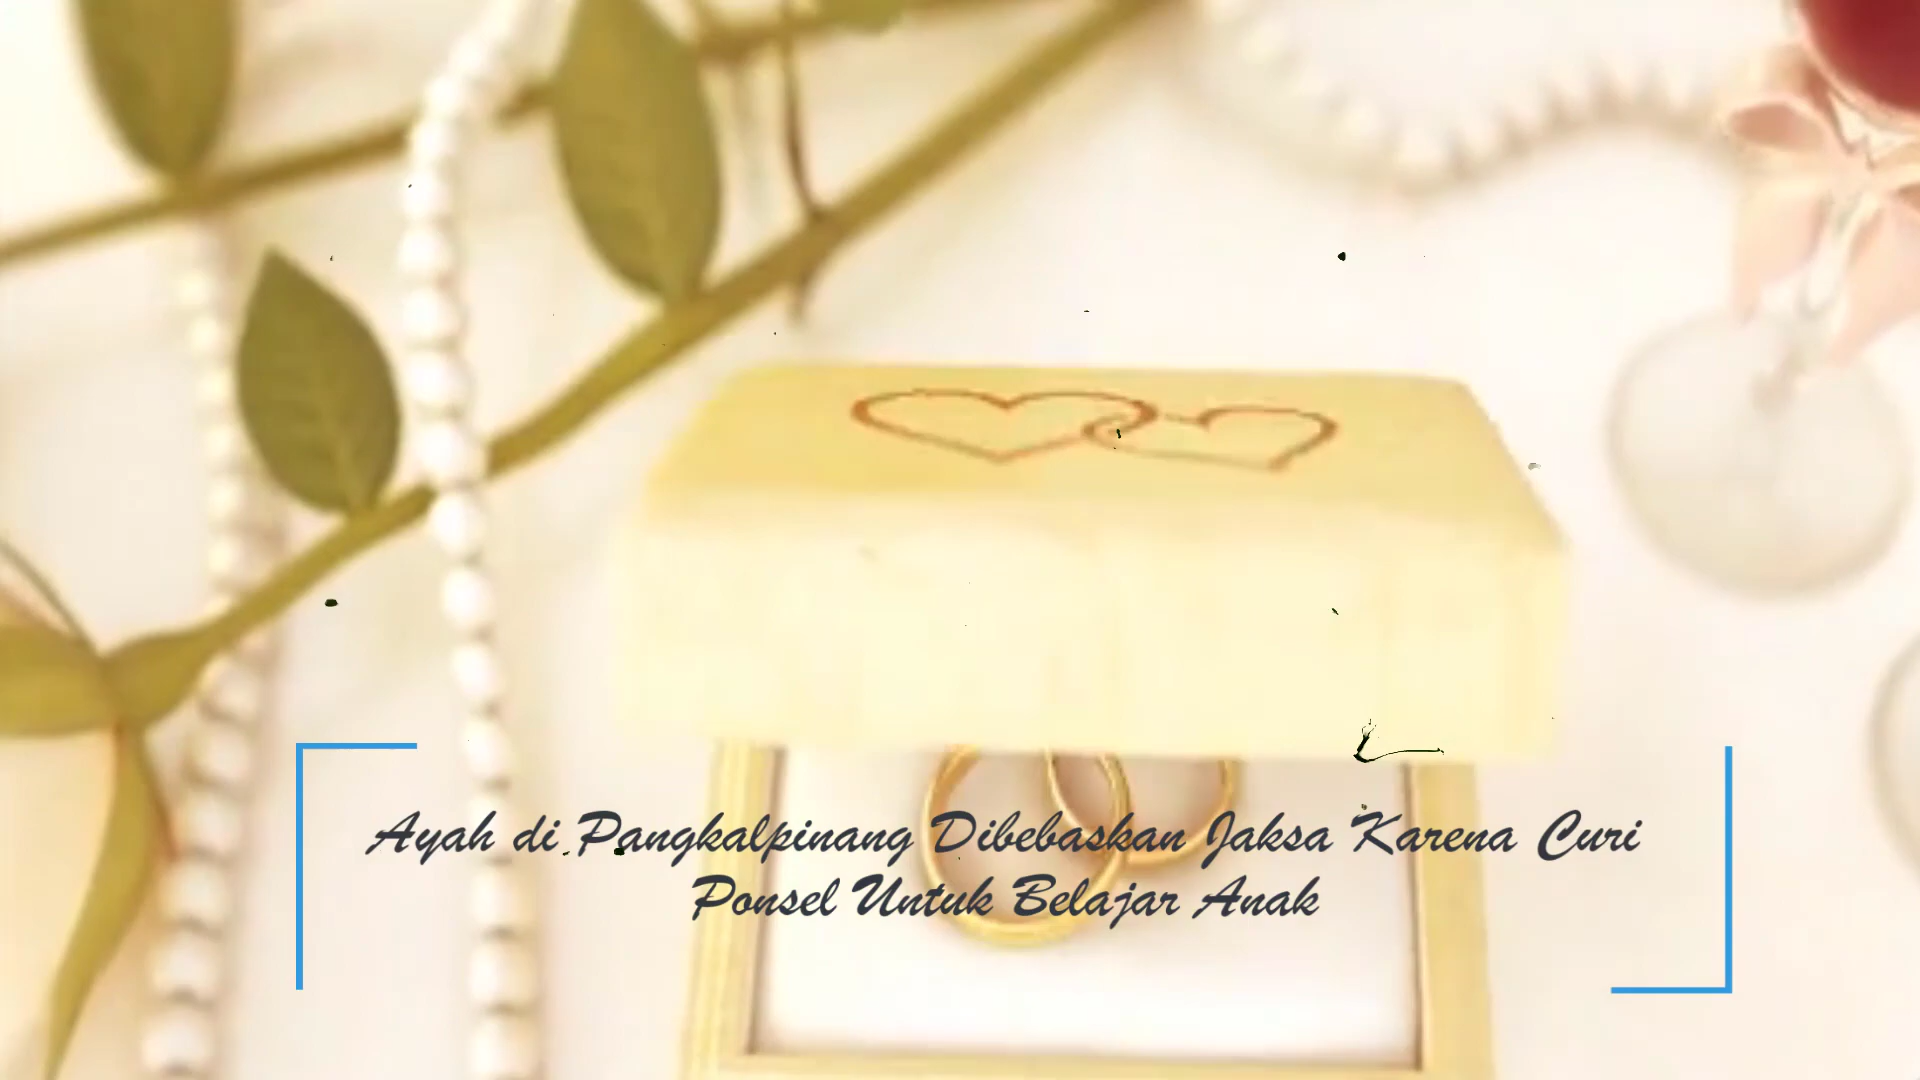 Ayah di Pangkalpinang Dibebaskan Jaksa Karena Curi
Ponsel Untuk Belajar Anak